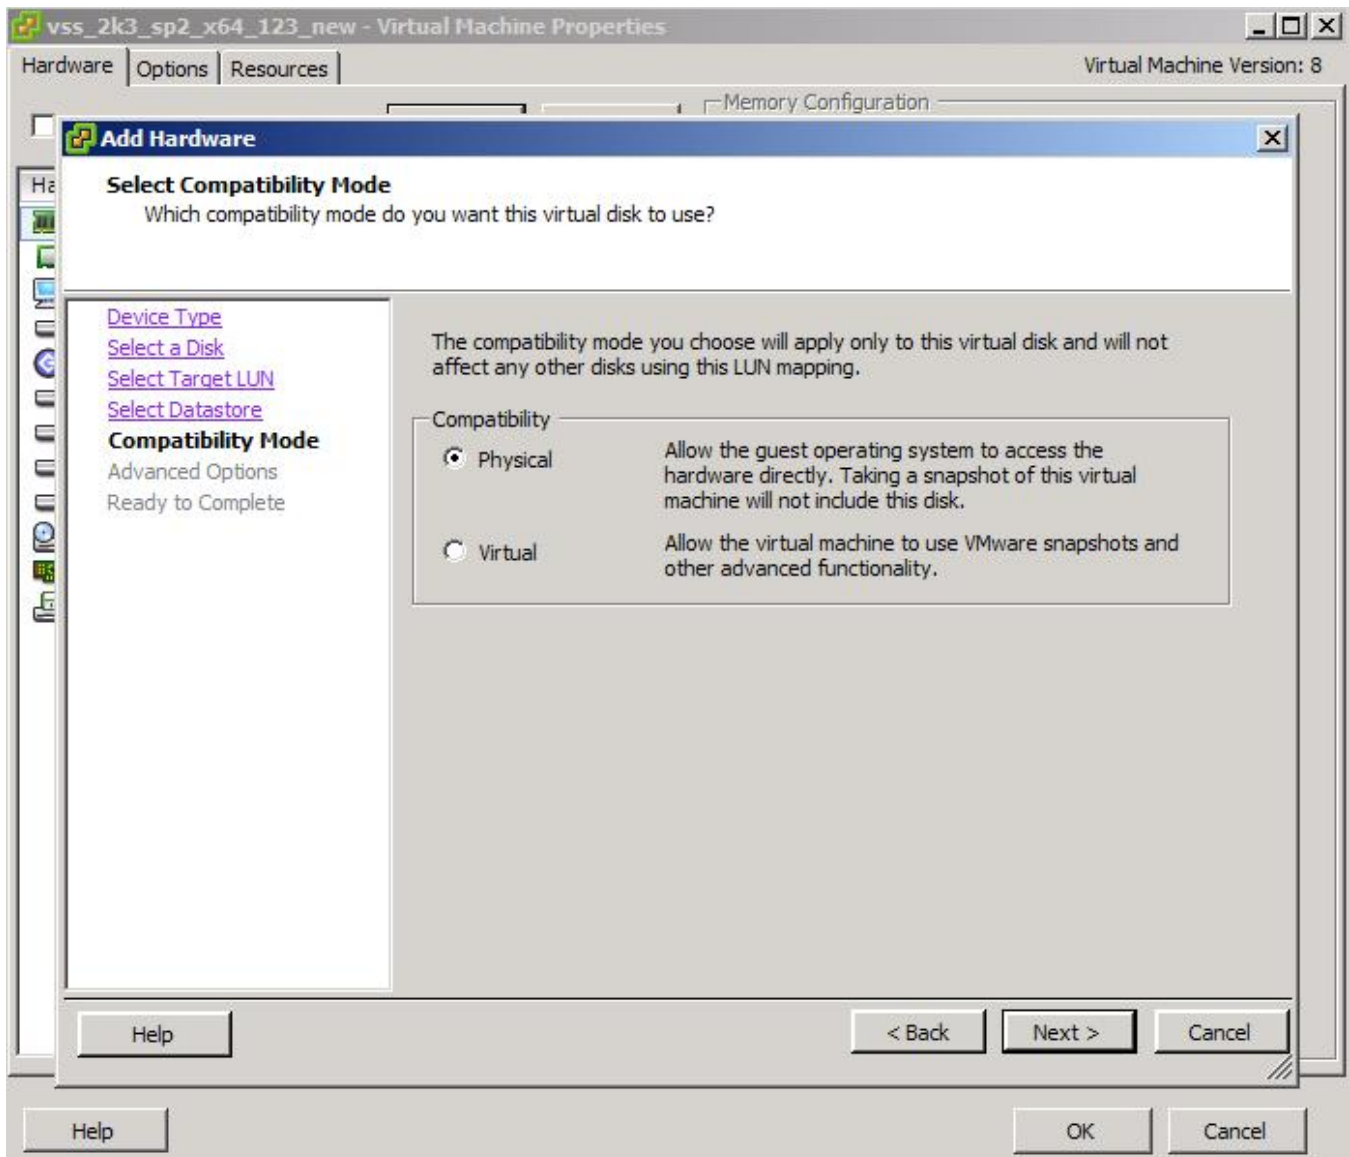 vss_2k3_sp2_x64_123_new - Virtual Machine Properties
Hardware Options Resources Virtual Machine Version: 8
Memory Configuration
Add Hardware
Ha
Select Compatibility Mode
Which compatibility mode do you want this virtual disk to use?
Device Type
Select a Disk
Select Target LUN
Select Datastore
Compatibility Mode
Advanced Options
Ready to Complete
The compatibility mode you choose will apply only to this virtual disk and will not
affect any other disks using this LUN mapping.
Compatibility
Physical
Allow the guest operating system to access the
hardware directly. Taking a snapshot of this virtual
machine will not include this disk.
Virtual
Allow the virtual machine to use VMware snapshots and
other advanced functionality.
Help < Back Next > Cancel
Help OK Cancel